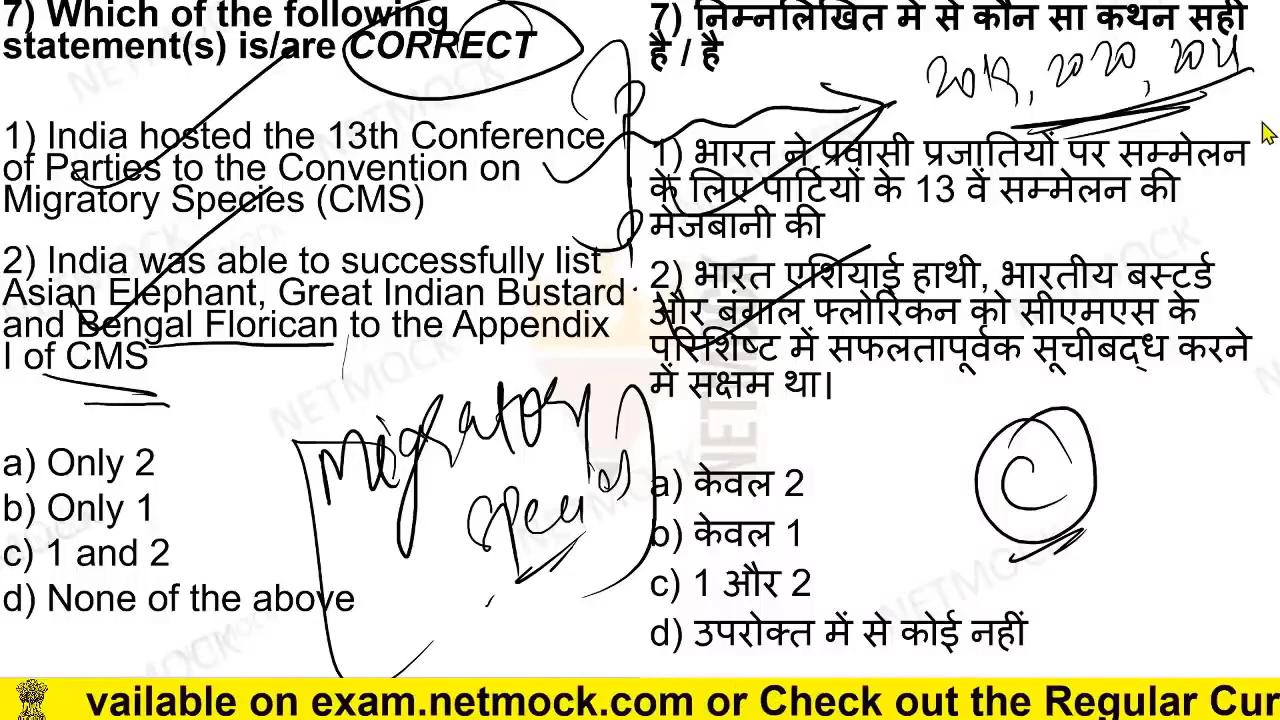 7) Which of the following
statement(s) is/are CORRECT
1) India hosted the 13th Conference
of Parties to the Convention on
Migratory Species (CMS)
2) India was able to successfully list
Asian Elephant, Great Indian Bustard
and Bengal Florican to the Appendix
I of CMS
a) Only 2
b) Only 1
c) 1 and 2
d) None of the above
Migratory
species
7) निम्नलिखित में से कौन सा कथन सही
है / है
2019, 2020, 2021
1) भारत ने प्रवासी प्रजातियों पर सम्मेलन
के लिए पार्टियों के 13 वें सम्मेलन की
मेजबानी की
2) भारत एशियाई हाथी, भारतीय बस्टर्ड
और बंगाल फ्लोरिकन को सीएमएस के
परिशिष्ट में सफलतापूर्वक सूचीबद्ध करने
में सक्षम था।
a) केवल 2
b) केवल 1
c) 1 और 2
d) उपरोक्त में से कोई नहीं
C
NETMOCK
vailable on exam.netmock.com or Check out the Regular Cur